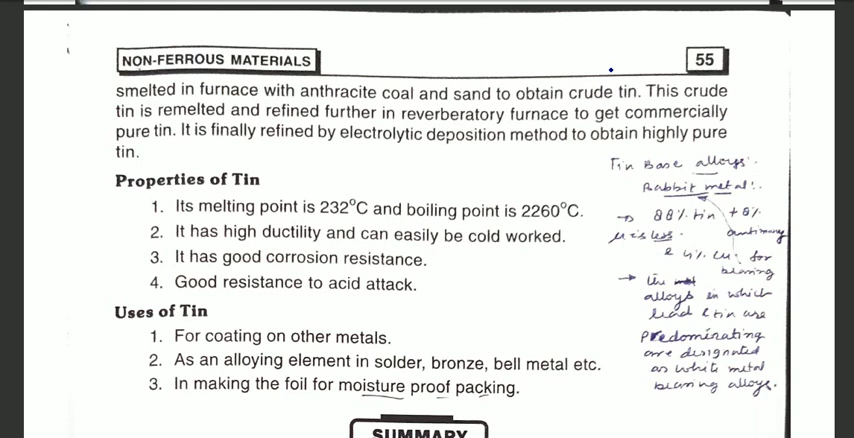 NON-FERROUS MATERIALS
55
smelted in furnace with anthracite coal and sand to obtain crude tin. This crude
tin is remelted and refined further in reverberatory furnace to get commercially
pure tin. It is finally refined by electrolytic deposition method to obtain highly pure
tin.
Properties of Tin
1. Its melting point is 232°C and boiling point is 2260°C.
2. It has high ductility and can easily be cold worked.
3. It has good corrosion resistance.
4. Good resistance to acid attack.
Uses of Tin
1. For coating on other metals.
2. As an alloying element in solder, bronze, bell metal etc.
3. In making the foil for moisture proof packing.
SUMMARY
Tin Base alloys.
Babbit metal:.
→ 88% tin + 8%
antimony
μ is less.
& 4% cu. for
bearing
→ The
alloys in which
lead & tin are
Predominating
are designated
as white metal
bearing alloys.